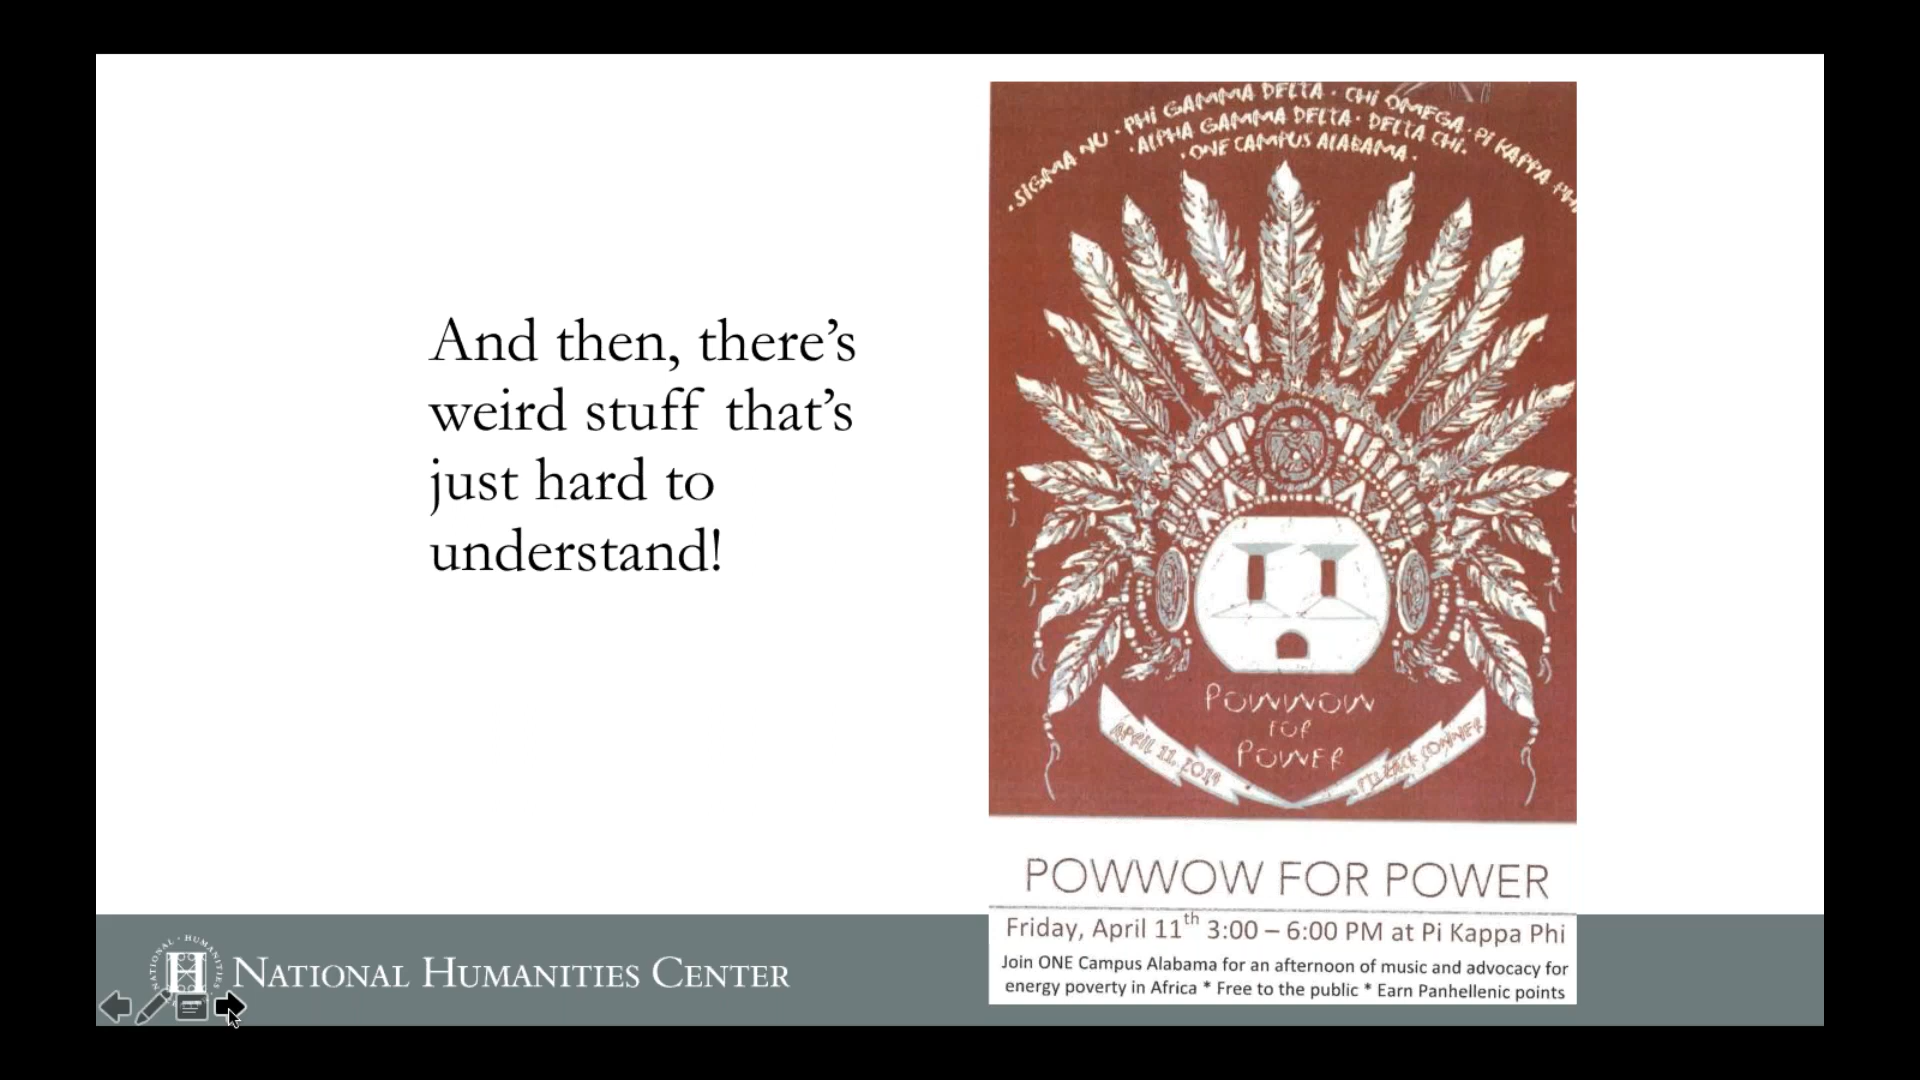 And then, there's
weird stuff that's
just hard to
understand!
· SIGMA NU · PHI GAMMA DELTA · CHI OMEGA · PI KAPPA PHI
· ALPHA GAMMA DELTA · DELTA CHI ·
· ONE CAMPUS ALABAMA ·
POWWOW
FOR
POWER
APRIL 11, 2014
POWWOW FOR POWER
Friday, April 11th 3:00 – 6:00 PM at Pi Kappa Phi
Join ONE Campus Alabama for an afternoon of music and advocacy for
energy poverty in Africa * Free to the public * Earn Panhellenic points
NATIONAL · HUMANITIES
H
NATIONAL HUMANITIES CENTER